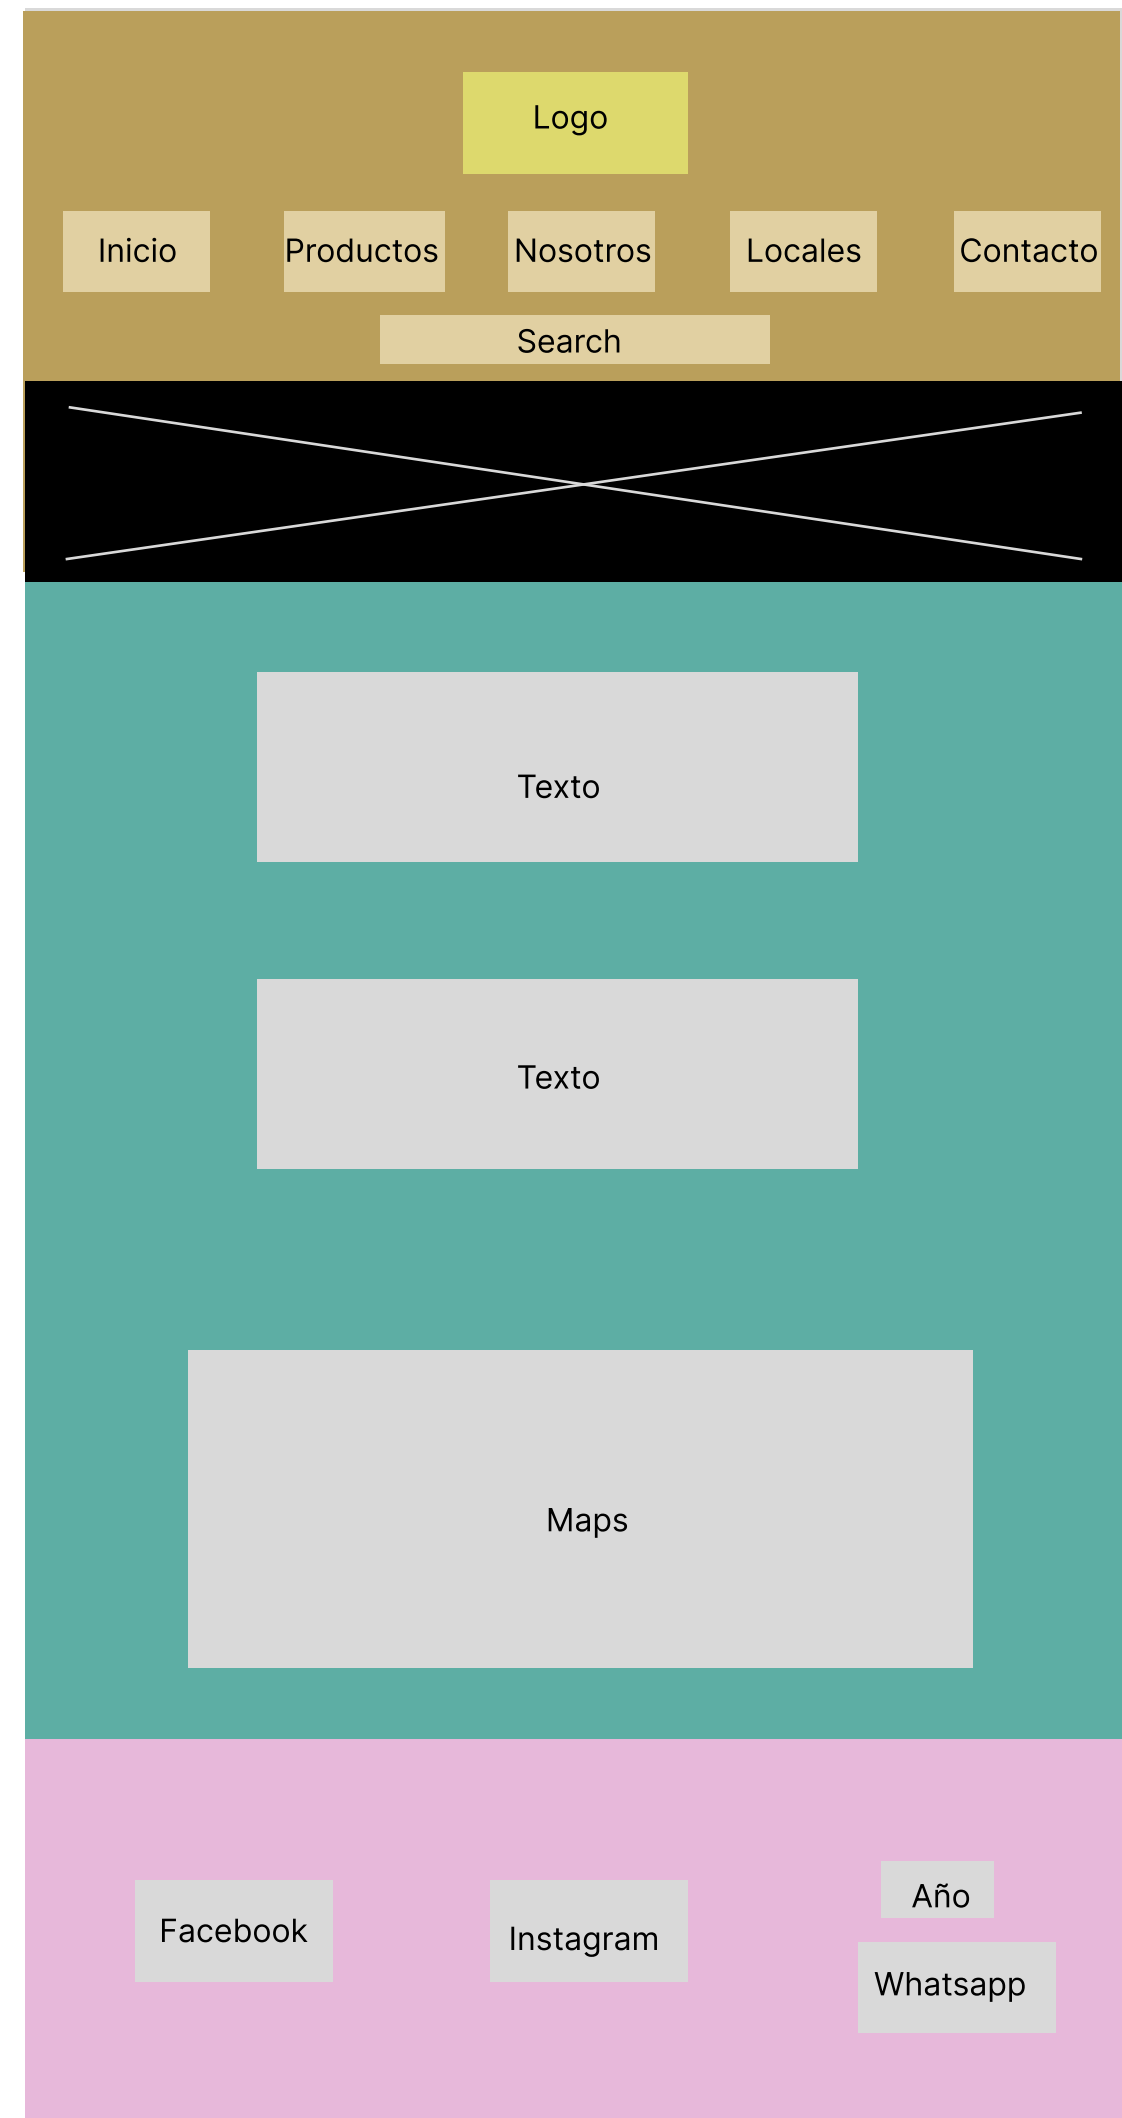 Logo
Inicio
Productos
Nosotros
Locales
Contacto
Search
Texto
Texto
Maps
Facebook
Instagram
Año
Whatsapp